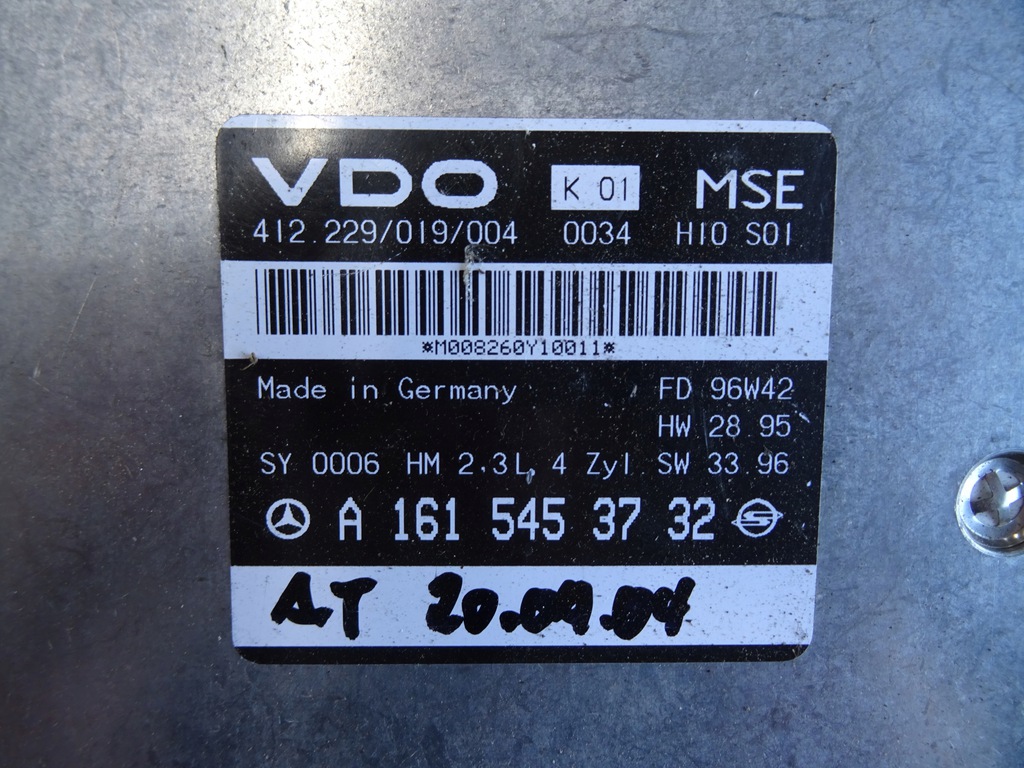 VDO K 01 MSE
412.229/019/004 0034 H10 S01
*M008260Y10011*
Made in Germany FD 96W42
HW 28 95
SY 0006 HM 2.3L, 4 Zyl SW 33.96
A 161 545 37 32
AT 20.09.04